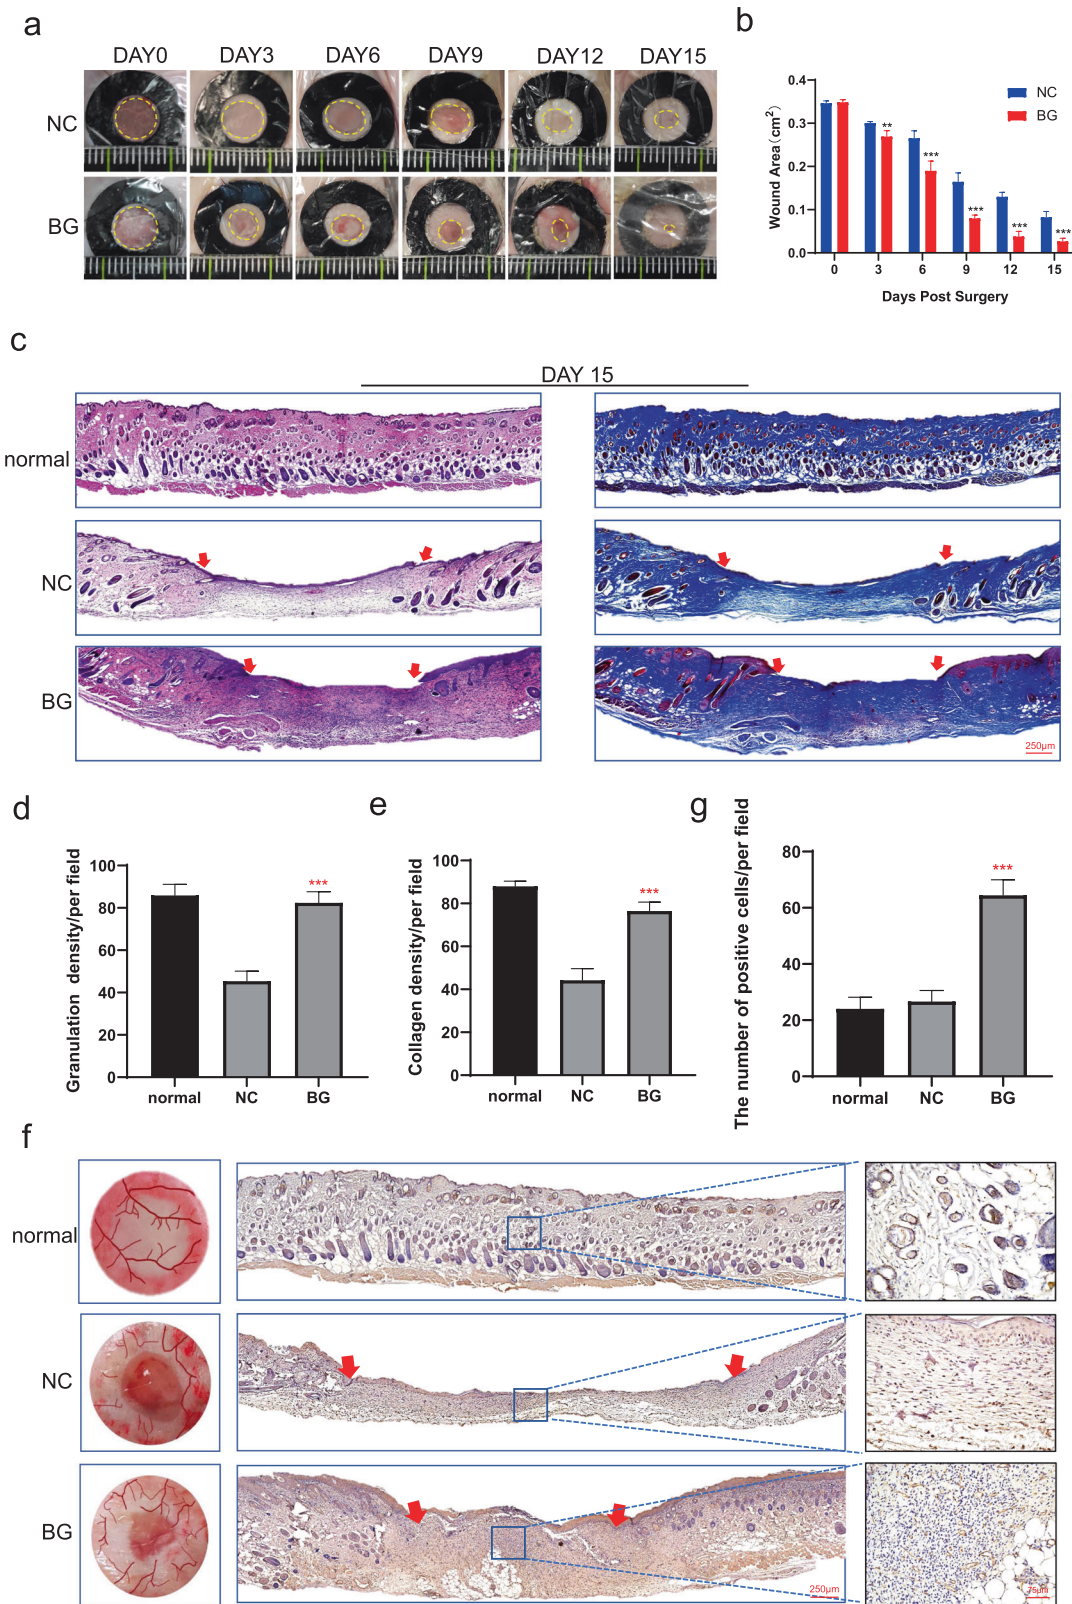 a
DAY0 DAY3 DAY6 DAY9 DAY12 DAY15
NC
BG
b
Wound Area(cm²)
0.4
0.3
0.2
0.1
0.0
NC
BG
**
***
***
***
***
0 3 6 9 12 15
Days Post Surgery
c
DAY 15
normal
NC
BG
250μm
d
Granulation density/per field
100
80
60
40
20
0
***
normal NC BG
e
Collagen density/per field
100
80
60
40
20
0
***
normal NC BG
g
The number of positive cells/per field
80
60
40
20
0
***
normal NC BG
f
normal
NC
BG
250μm
75μm